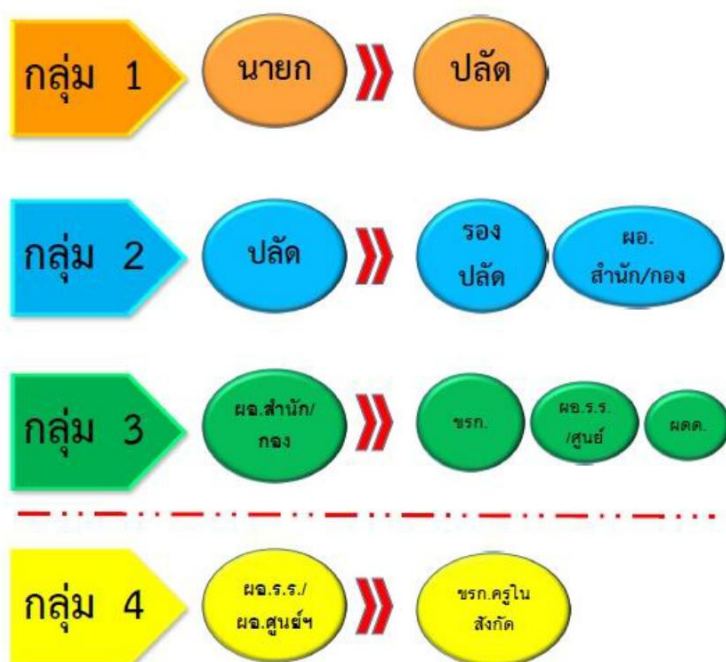 กลุ่ม 1
นายก
ปลัด
กลุ่ม 2
ปลัด
รอง
ปลัด
ผอ.
สำนัก/กอง
กลุ่ม 3
ผอ.สำนัก/
กอง
ขรก.
ผอ.ร.ร.
/ศูนย์
ผดด.
กลุ่ม 4
ผอ.ร.ร./
ผอ.ศูนย์ฯ
ขรก.ครูใน
สังกัด